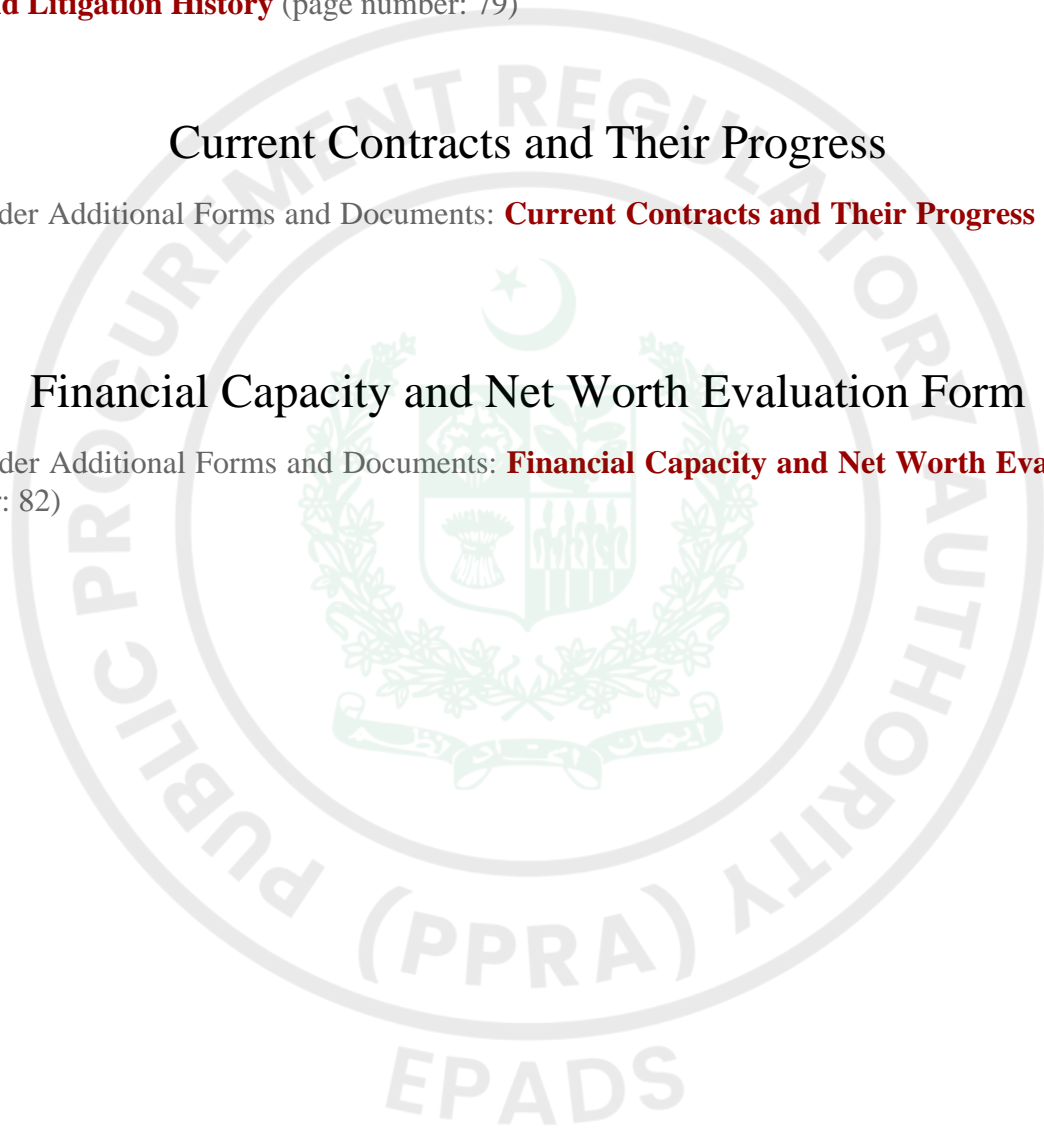 d Litigation History (page number: 79)
Current Contracts and Their Progress
der Additional Forms and Documents: Current Contracts and Their Progress
Financial Capacity and Net Worth Evaluation Form
der Additional Forms and Documents: Financial Capacity and Net Worth Eva
: 82)
PUBLIC PROCUREMENT REGULATORY AUTHORITY
(PPRA)
EPADS